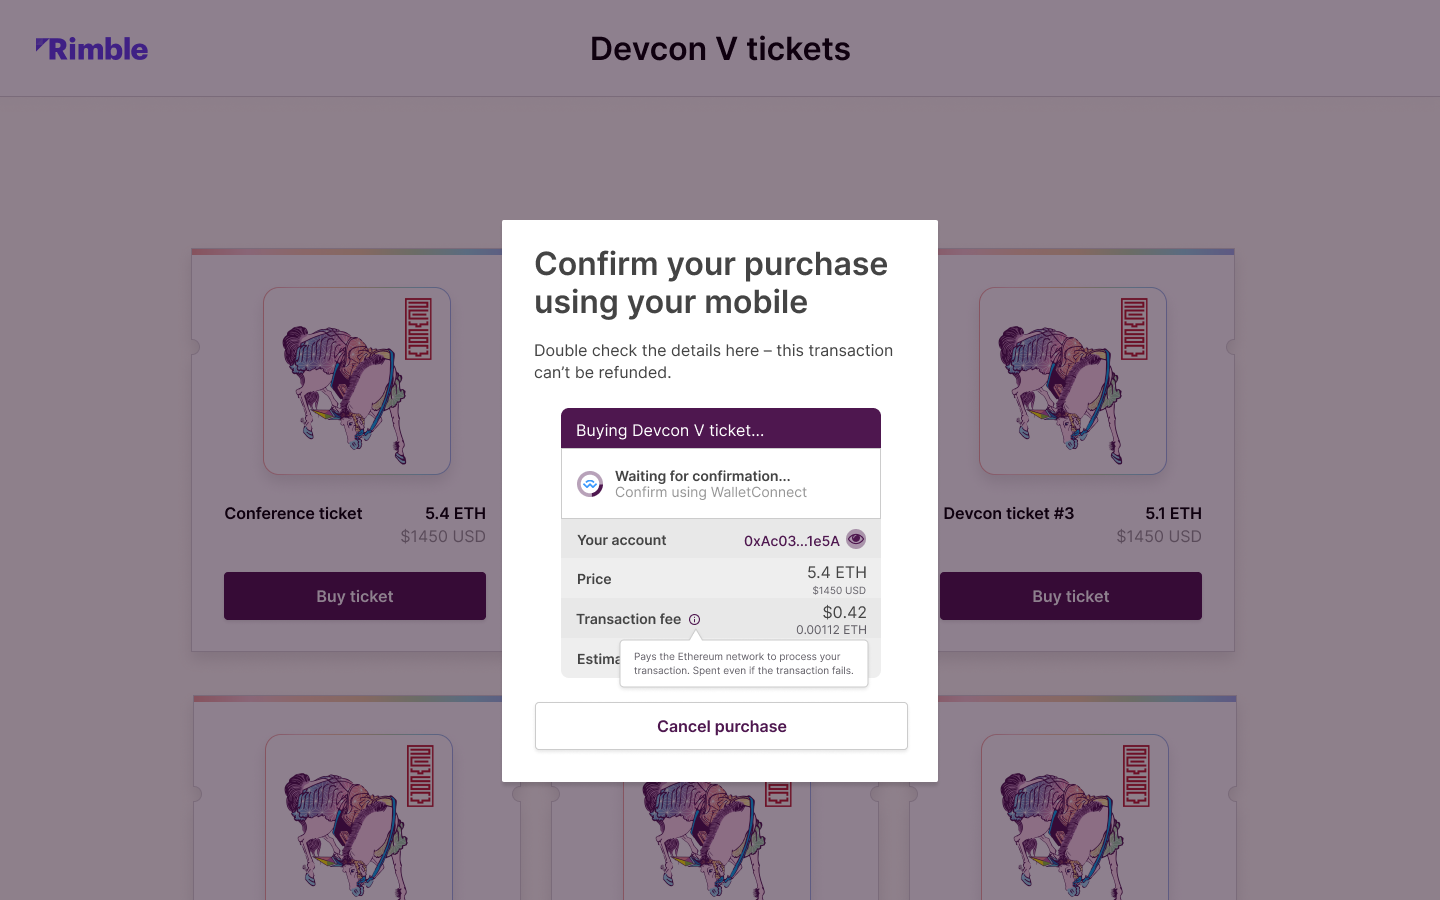 Rimble
Devcon V tickets
Confirm your purchase
using your mobile
Double check the details here – this transaction
can’t be refunded.
Buying Devcon V ticket...
Waiting for confirmation...
Confirm using WalletConnect
Your account 0xAc03...1e5A
Price 5.4 ETH
$1450 USD
Transaction fee $0.42
0.00112 ETH
Pays the Ethereum network to process your
transaction. Spent even if the transaction fails.
Cancel purchase
Conference ticket 5.4 ETH
$1450 USD
Buy ticket
Devcon ticket #3 5.1 ETH
$1450 USD
Buy ticket